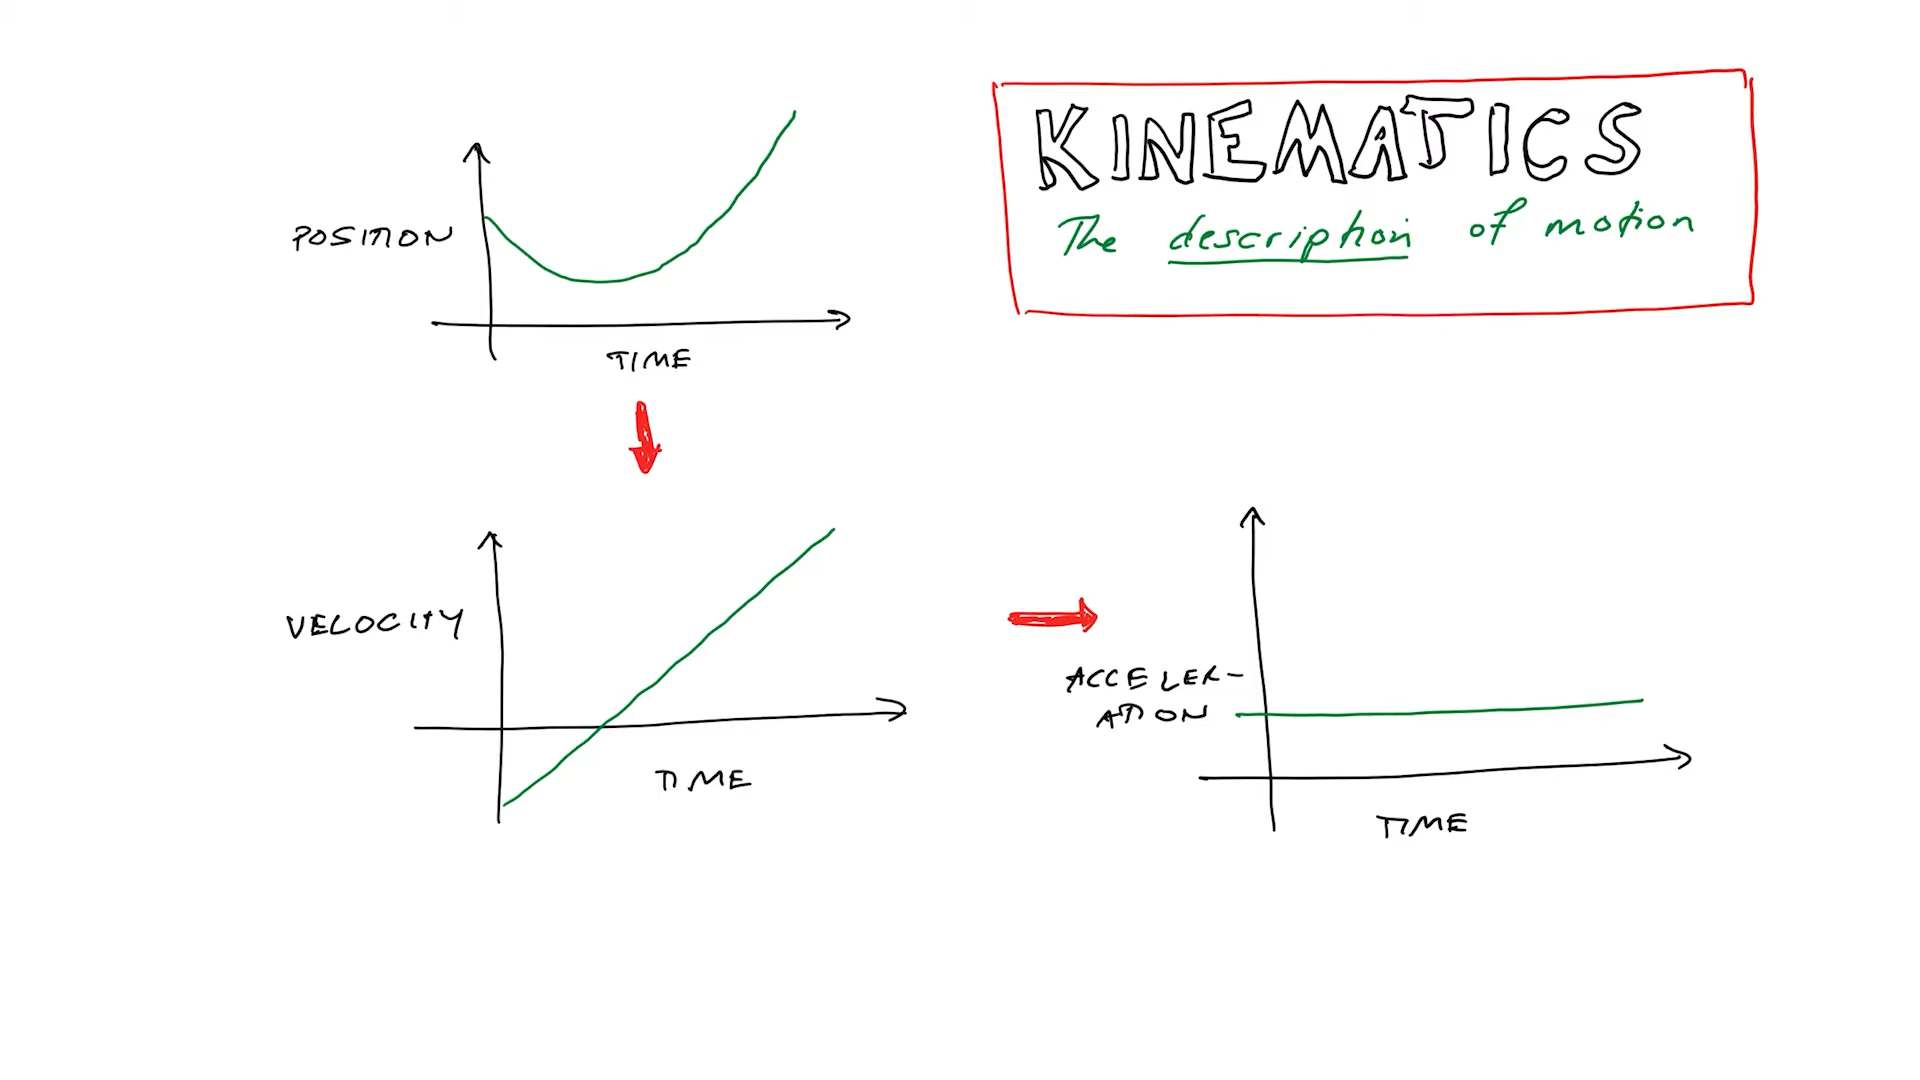 KINEMATICS
The description of motion
POSITION
TIME
VELOCITY
TIME
ACCELER-
ATION
TIME